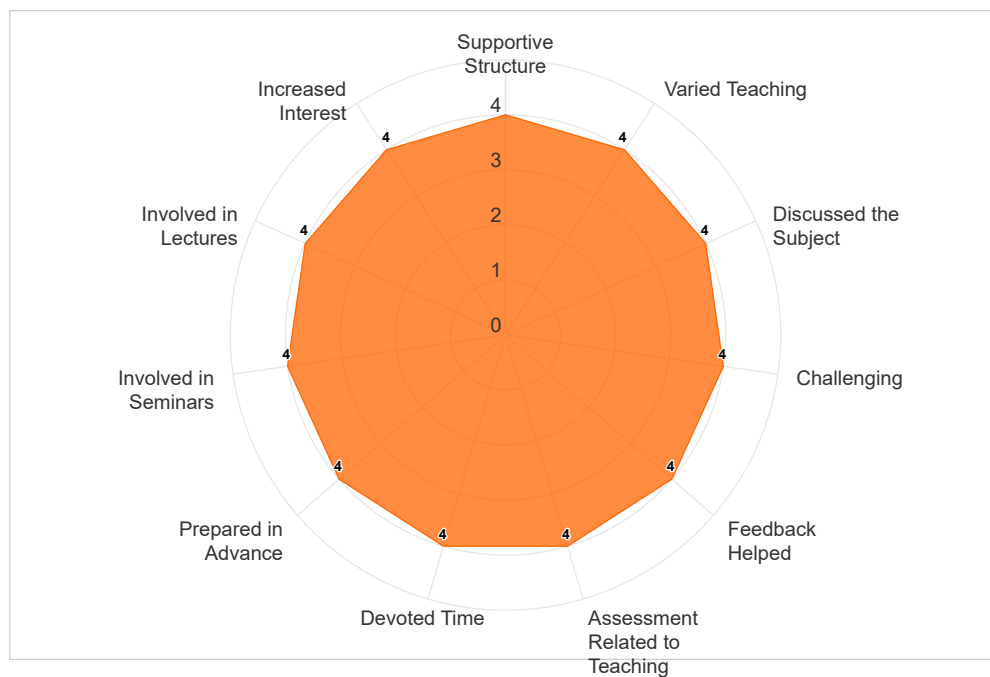 Supportive
Structure
Increased
Interest
Varied Teaching
4
4
4
3
Involved in
Lectures
4
2
4
Discussed the
Subject
1
0
4
4
Involved in
Seminars
Challenging
4
4
Prepared in
Advance
Feedback
Helped
4
4
Devoted Time
Assessment
Related to
Teaching